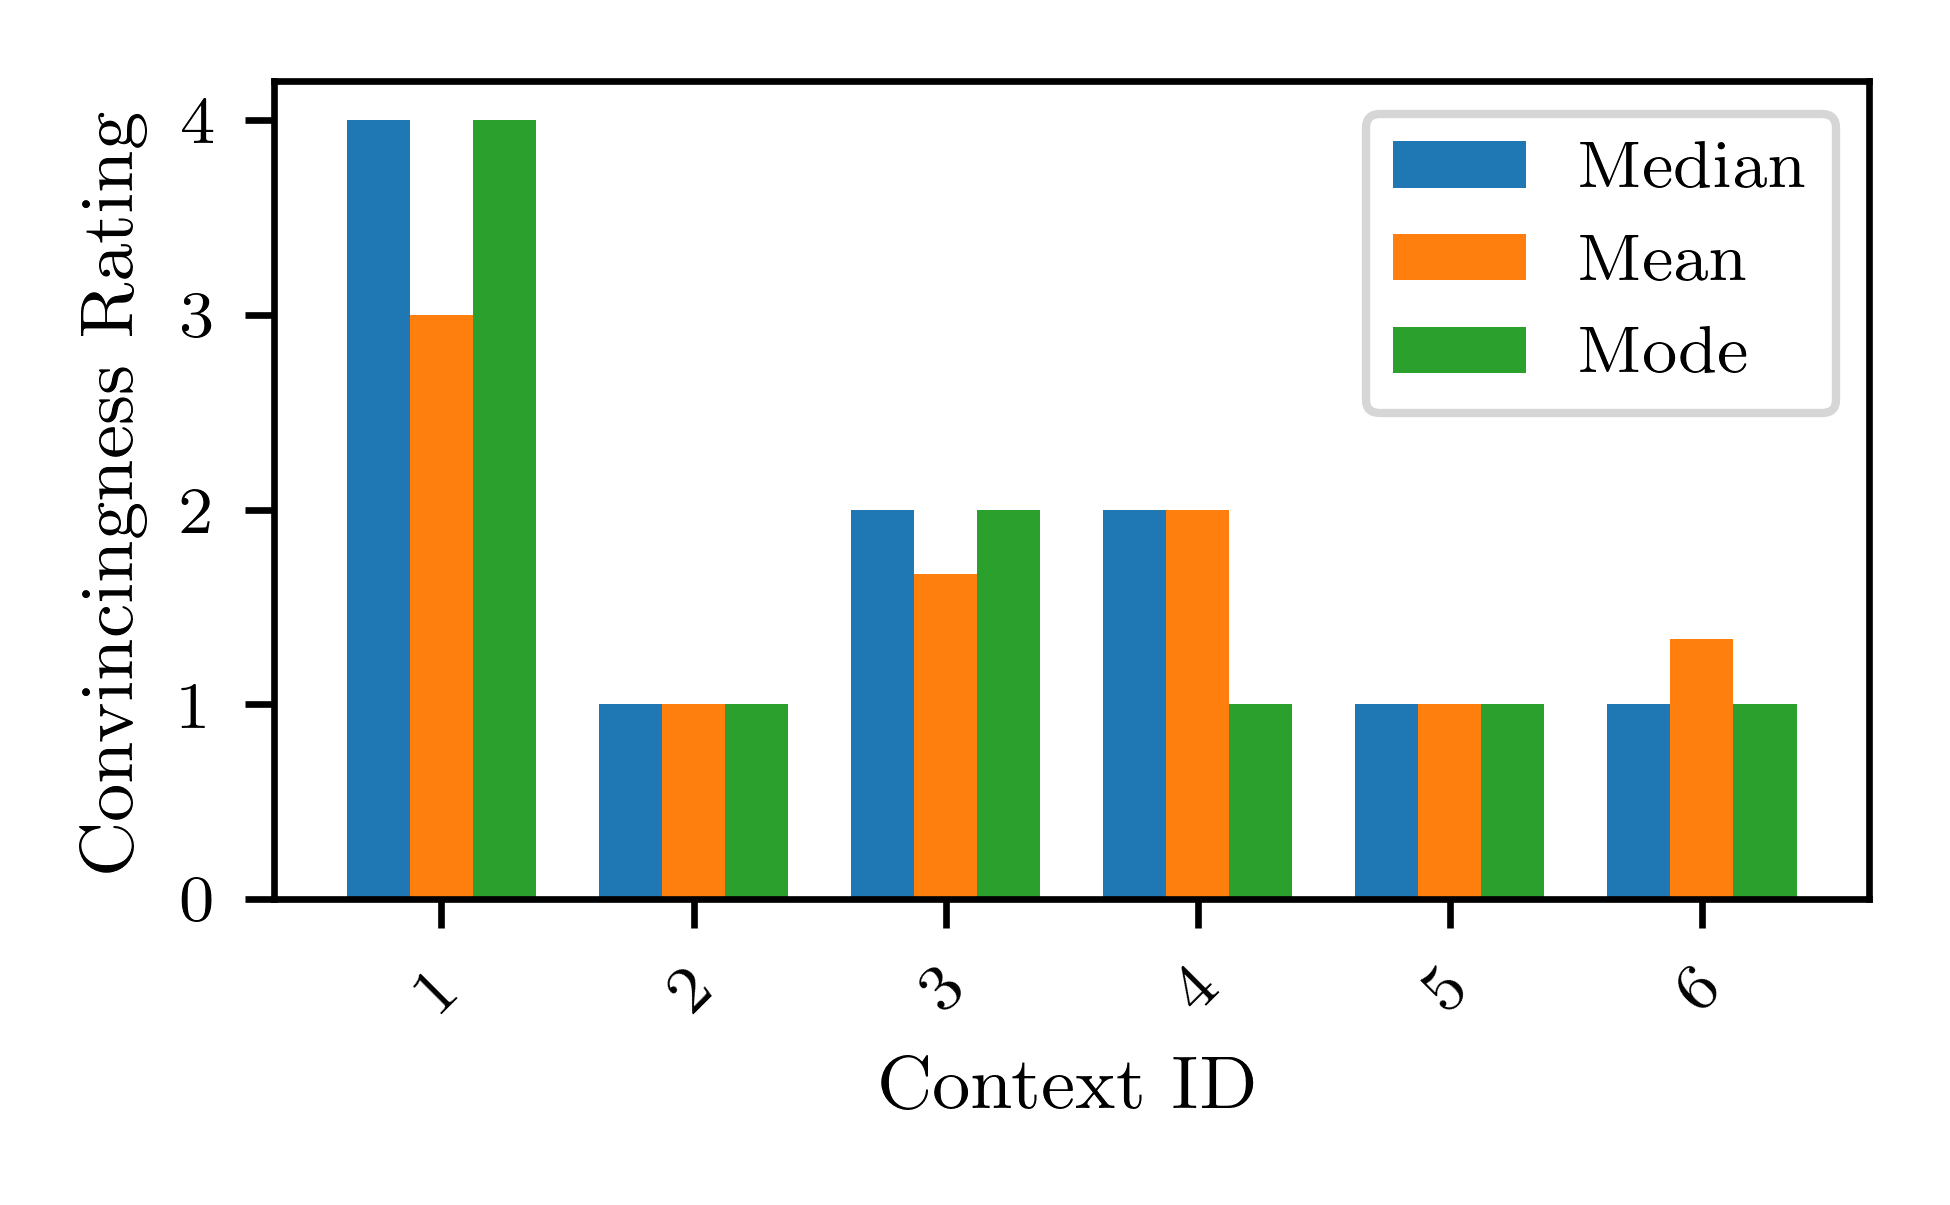 Convincingness Rating
4
3
2
1
0
Median
Mean
Mode
1 2 3 4 5 6
Context ID